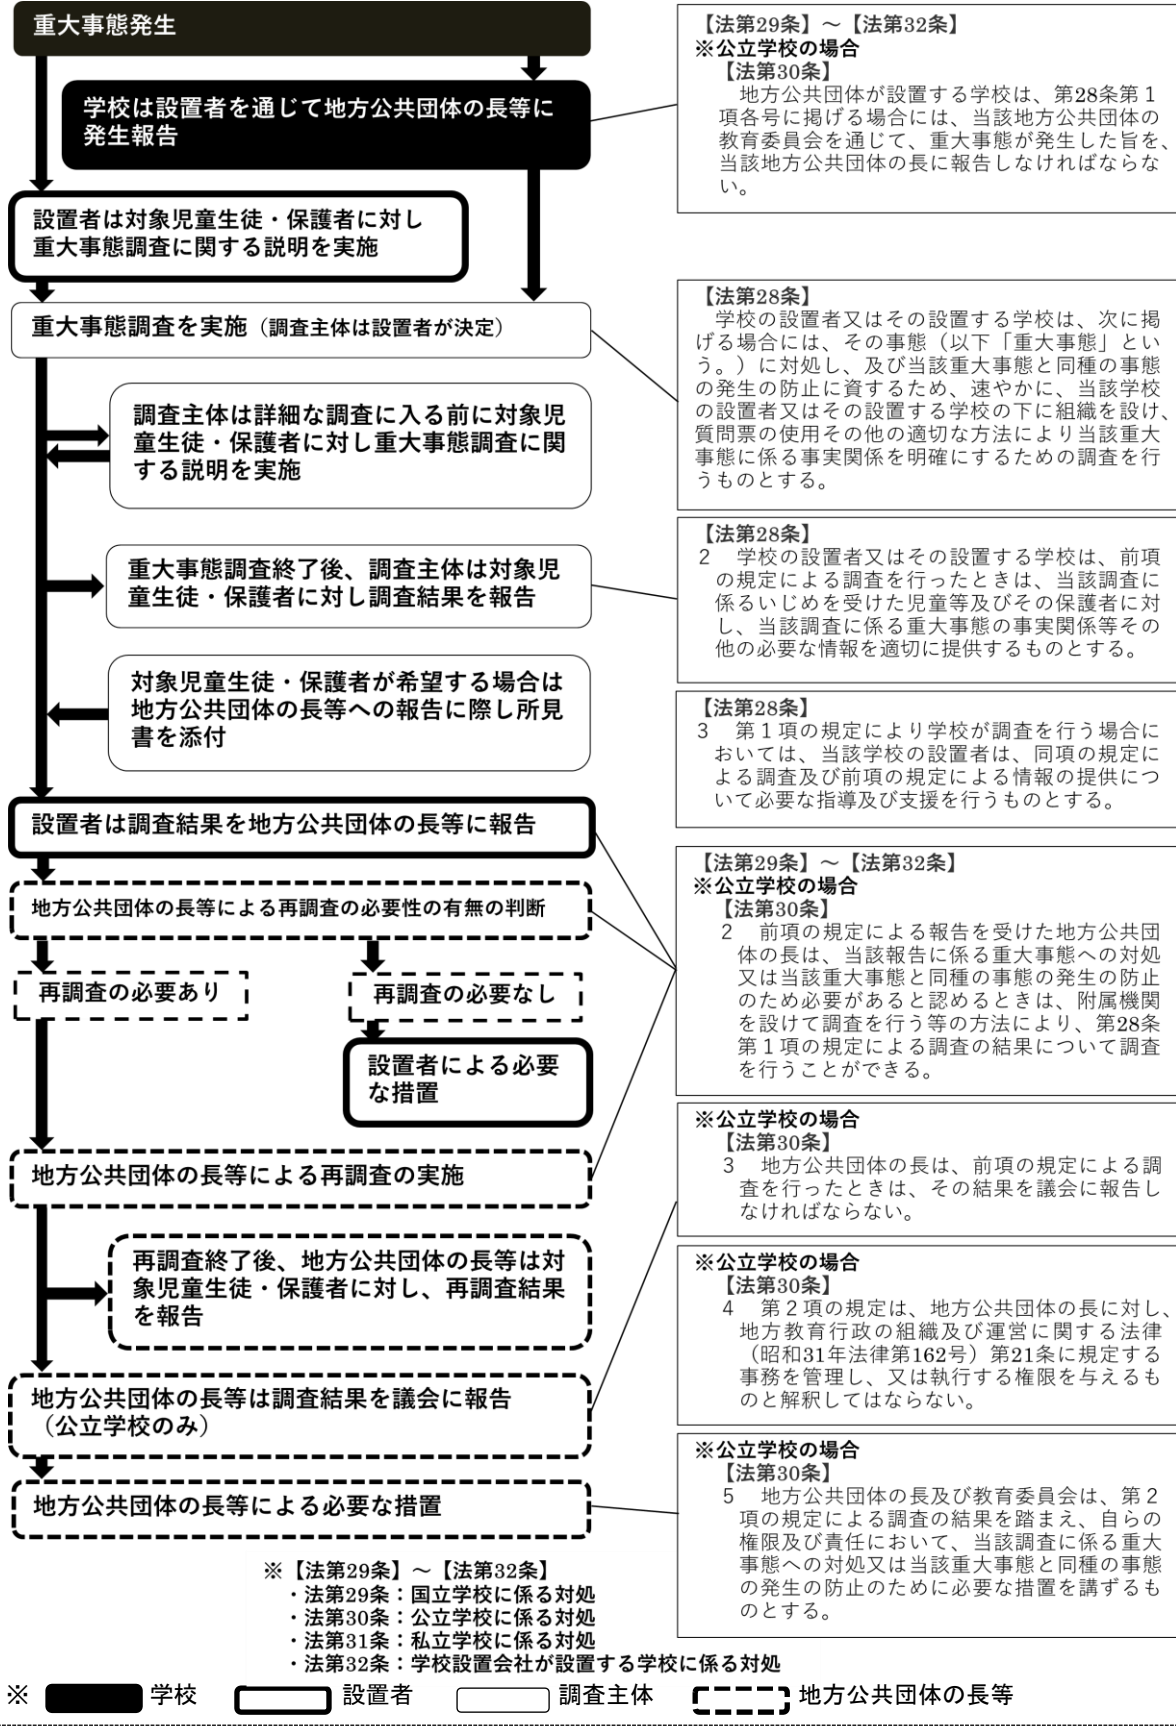 重大事態発生
学校は設置者を通じて地方公共団体の長等に
発生報告
設置者は対象児童生徒・保護者に対し
重大事態調査に関する説明を実施
重大事態調査を実施（調査主体は設置者が決定）
調査主体は詳細な調査に入る前に対象児
童生徒・保護者に対し重大事態調査に関
する説明を実施
重大事態調査終了後、調査主体は対象児
童生徒・保護者に対し調査結果を報告
対象児童生徒・保護者が希望する場合は
地方公共団体の長等への報告に際し所見
書を添付
設置者は調査結果を地方公共団体の長等に報告
地方公共団体の長等による再調査の必要性の有無の判断
再調査の必要あり
再調査の必要なし
設置者による必要
な措置
地方公共団体の長等による再調査の実施
再調査終了後、地方公共団体の長等は対
象児童生徒・保護者に対し、再調査結果
を報告
地方公共団体の長等は調査結果を議会に報告
（公立学校のみ）
地方公共団体の長等による必要な措置
【法第29条】～【法第32条】
※公立学校の場合
【法第30条】
地方公共団体が設置する学校は、第28条第１
項各号に掲げる場合には、当該地方公共団体の
教育委員会を通じて、重大事態が発生した旨を、
当該地方公共団体の長に報告しなければならな
い。
【法第28条】
学校の設置者又はその設置する学校は、次に掲
げる場合には、その事態（以下「重大事態」とい
う。）に対処し、及び当該重大事態と同種の事態
の発生の防止に資するため、速やかに、当該学校
の設置者又はその設置する学校の下に組織を設け、
質問票の使用その他の適切な方法により当該重大
事態に係る事実関係を明確にするための調査を行
うものとする。
【法第28条】
２　学校の設置者又はその設置する学校は、前項
の規定による調査を行ったときは、当該調査に
係るいじめを受けた児童等及びその保護者に対
し、当該調査に係る重大事態の事実関係等その
他の必要な情報を適切に提供するものとする。
【法第28条】
３　第１項の規定により学校が調査を行う場合に
おいては、当該学校の設置者は、同項の規定に
よる調査及び前項の規定による情報の提供につ
いて必要な指導及び支援を行うものとする。
【法第29条】～【法第32条】
※公立学校の場合
【法第30条】
２　前項の規定による報告を受けた地方公共団
体の長は、当該報告に係る重大事態への対処
又は当該重大事態と同種の事態の発生の防止
のため必要があると認めるときは、附属機関
を設けて調査を行う等の方法により、第28条
第１項の規定による調査の結果について調査
を行うことができる。
※公立学校の場合
【法第30条】
３　地方公共団体の長は、前項の規定による調
査を行ったときは、その結果を議会に報告し
なければならない。
※公立学校の場合
【法第30条】
４　第２項の規定は、地方公共団体の長に対し、
地方教育行政の組織及び運営に関する法律
（昭和31年法律第162号）第21条に規定する
事務を管理し、又は執行する権限を与えるも
のと解釈してはならない。
※公立学校の場合
【法第30条】
５　地方公共団体の長及び教育委員会は、第２
項の規定による調査の結果を踏まえ、自らの
権限及び責任において、当該調査に係る重大
事態への対処又は当該重大事態と同種の事態
の発生の防止のために必要な措置を講ずるも
のとする。
※【法第29条】～【法第32条】
・法第29条：国立学校に係る対処
・法第30条：公立学校に係る対処
・法第31条：私立学校に係る対処
・法第32条：学校設置会社が設置する学校に係る対処
※ 学校 設置者 調査主体 地方公共団体の長等